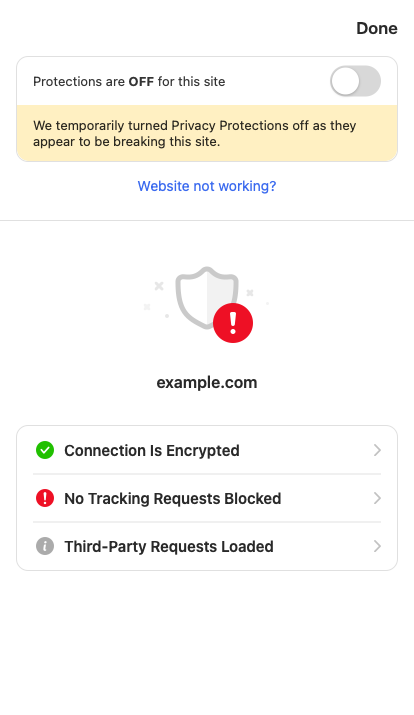 Done
Protections are OFF for this site
We temporarily turned Privacy Protections off as they
appear to be breaking this site.
Website not working?
example.com
Connection Is Encrypted
No Tracking Requests Blocked
Third-Party Requests Loaded